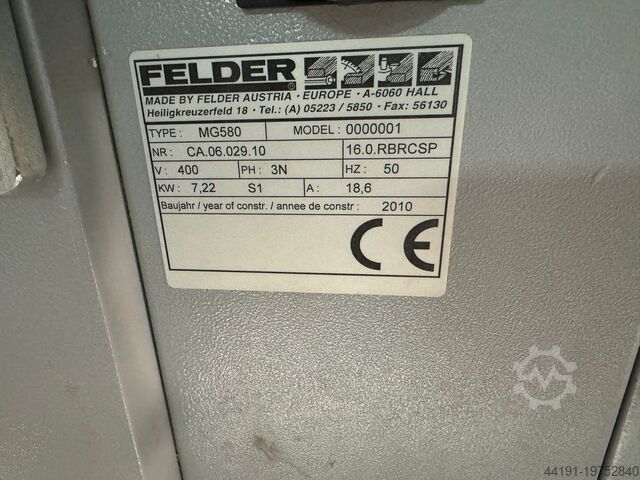 FELDER®
MADE BY FELDER AUSTRIA · EUROPE · A-6060 HALL
Heiligkreuzerfeld 18 · Tel.: (A) 05223 / 5850 · Fax: 56130
TYPE: MG580 MODEL: 0000001
NR: CA.06.029.10 16.0.RBRCSP
V: 400 PH: 3N HZ: 50
KW: 7,22 S1 A: 18,6
Baujahr / year of constr. / annee de constr: 2010
CE
44191-19752840